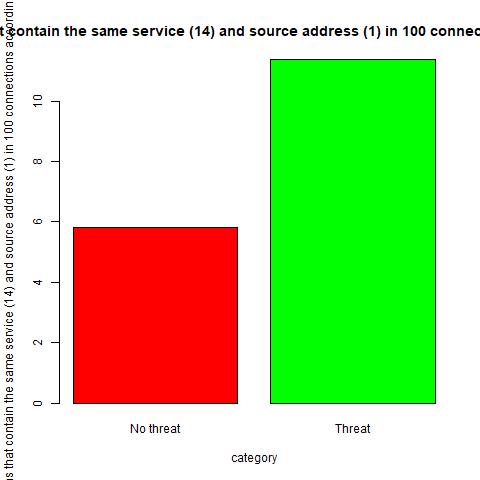 t contain the same service (14) and source address (1) in 100 connec
s that contain the same service (14) and source address (1) in 100 connections accordin
10
8
6
4
2
0
No threat
Threat
category